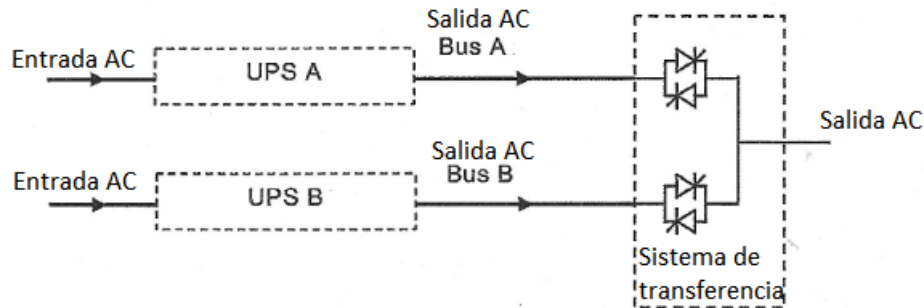 Entrada AC
UPS A
Salida AC
Bus A
Salida AC
Entrada AC
UPS B
Salida AC
Bus B
Sistema de
transferencia